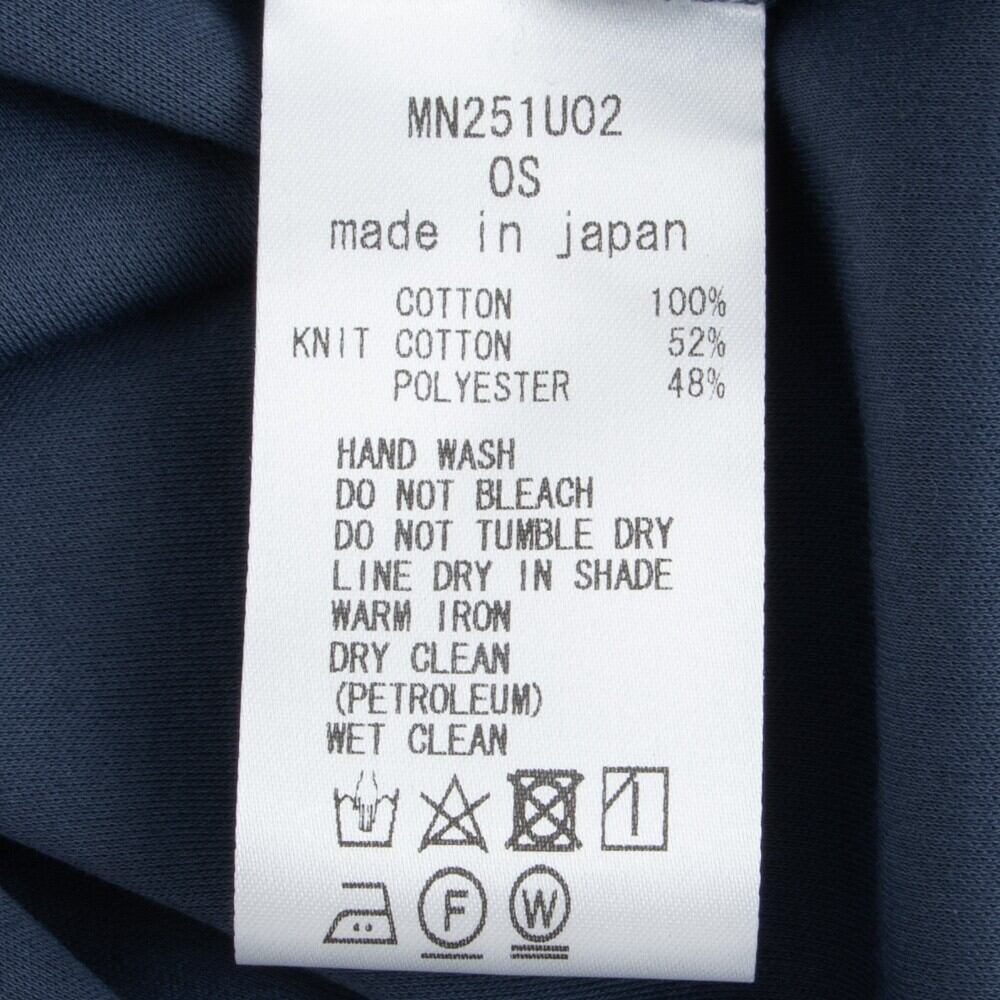 MN251U02
OS
made in japan
COTTON 100%
KNIT COTTON 52%
POLYESTER 48%
HAND WASH
DO NOT BLEACH
DO NOT TUMBLE DRY
LINE DRY IN SHADE
WARM IRON
DRY CLEAN
(PETROLEUM)
WET CLEAN
F W